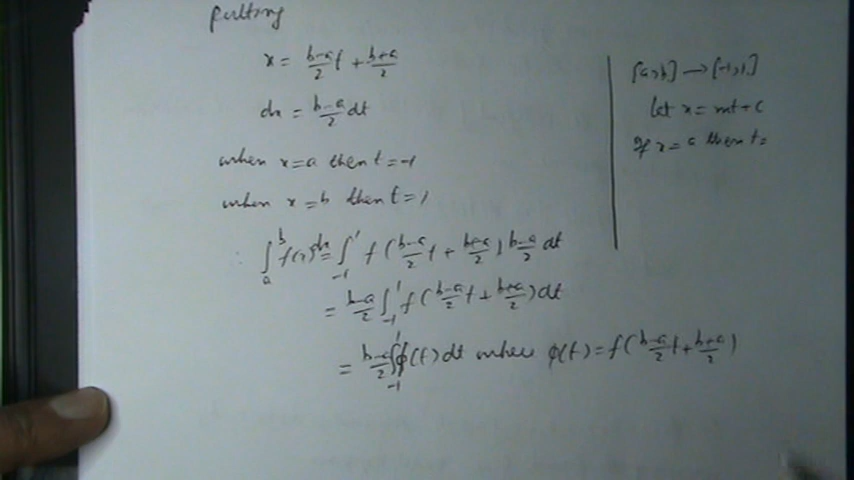 putting
x = b-a/2 t + b+a/2
dx = b-a/2 dt
when x=a then t=-1
when x=b then t=1
∴ ∫_a^b f(x)dx = ∫_-1^1 f(b-a/2 t + b+a/2) b-a/2 dt
= b-a/2 ∫_-1^1 f(b-a/2 t + b+a/2) dt
= b-a/2 ∫_-1^1 φ(t) dt where φ(t) = f(b-a/2 t + b+a/2)
[a,b] → [-1,1]
let x = mt + c
If x = a then t =